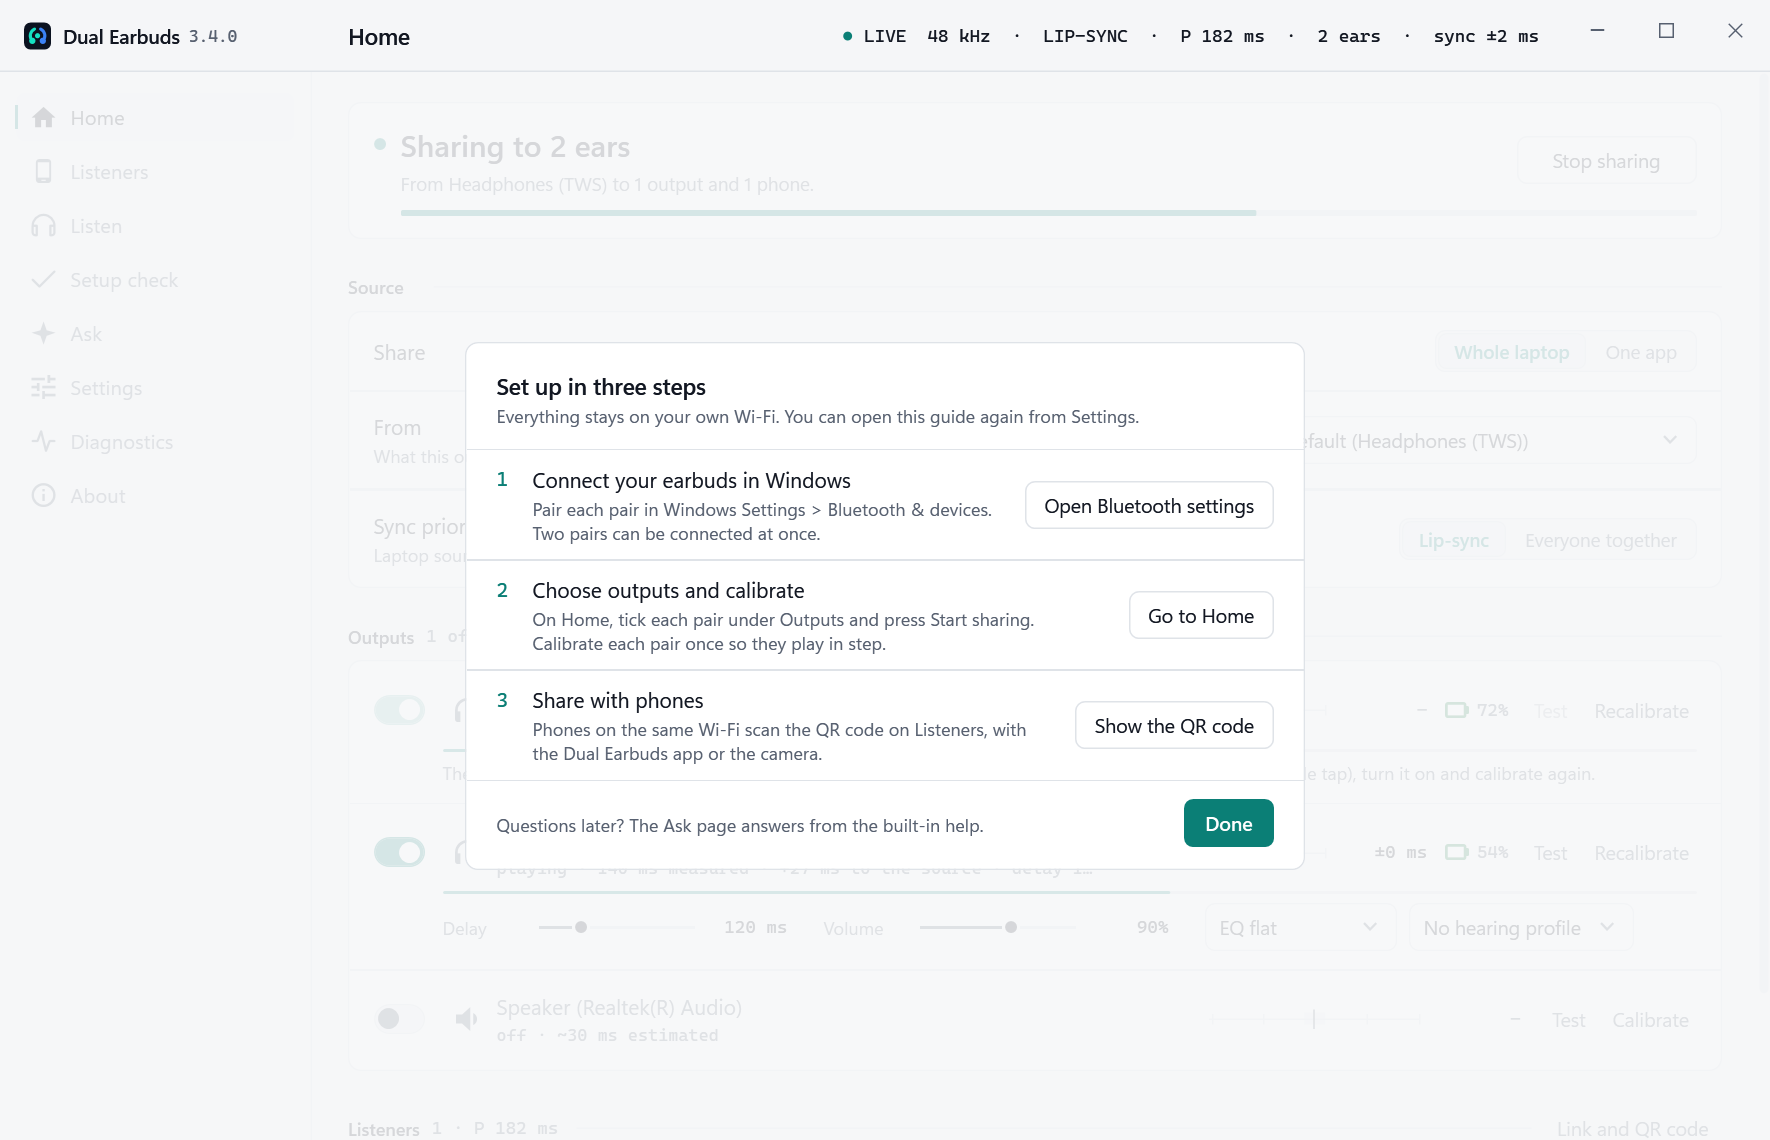 Dual Earbuds 3.4.0
Home
LIVE 48 kHz · LIP-SYNC · P 182 ms · 2 ears · sync ±2 ms
Home
Listeners
Listen
Setup check
Ask
Settings
Diagnostics
About
Sharing to 2 ears
From Headphones (TWS) to 1 output and 1 phone.
Stop sharing
Source
Share
Whole laptop One app
From
What this
(Headphones (TWS))
Sync
Laptop
Lip-sync Everyone together
Set up in three steps
Everything stays on your own Wi-Fi. You can open this guide again from Settings.
1 Connect your earbuds in Windows
Pair each pair in Windows Settings > Bluetooth & devices.
Two pairs can be connected at once.
Open Bluetooth settings
2 Choose outputs and calibrate
On Home, tick each pair under Outputs and press Start sharing.
Calibrate each pair once so they play in step.
Go to Home
3 Share with phones
Phones on the same Wi-Fi scan the QR code on Listeners, with
the Dual Earbuds app or the camera.
Show the QR code
Questions later? The Ask page answers from the built-in help.
Done
Outputs 1
– 72% Test Recalibrate
tap), turn it on and calibrate again.
±0 ms 54% Test Recalibrate
Delay 120 ms Volume 90% EQ flat No hearing profile
Speaker (Realtek(R) Audio)
off · ~30 ms estimated
– Test Calibrate
Listeners 1 · P 182 ms
Link and QR code